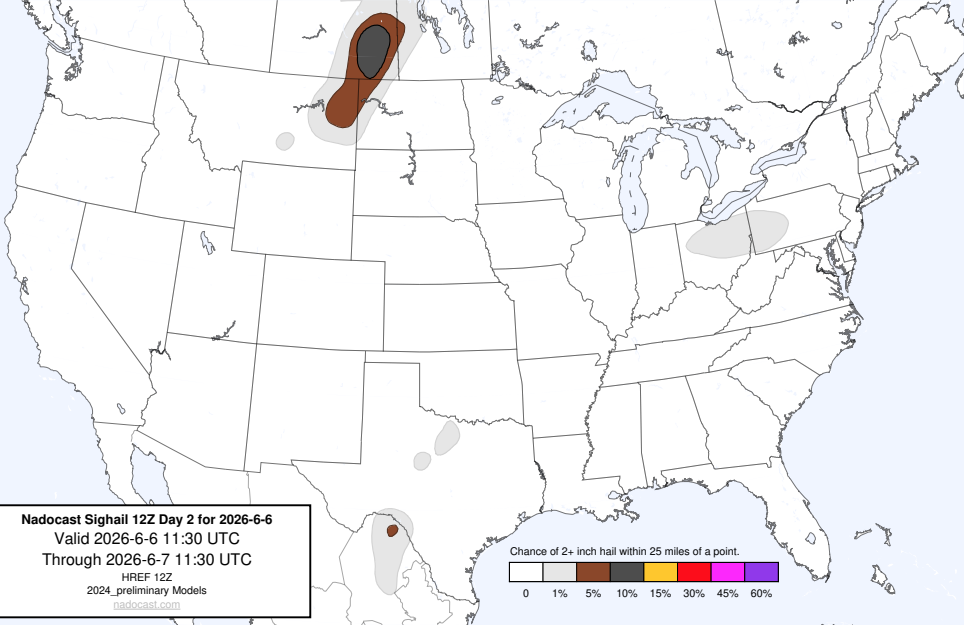 Nadocast Sighail 12Z Day 2 for 2026-6-6
Valid 2026-6-6 11:30 UTC
Through 2026-6-7 11:30 UTC
HREF 12Z
2024_preliminary Models
nadocast.com
Chance of 2+ inch hail within 25 miles of a point.
0 1% 5% 10% 15% 30% 45% 60%